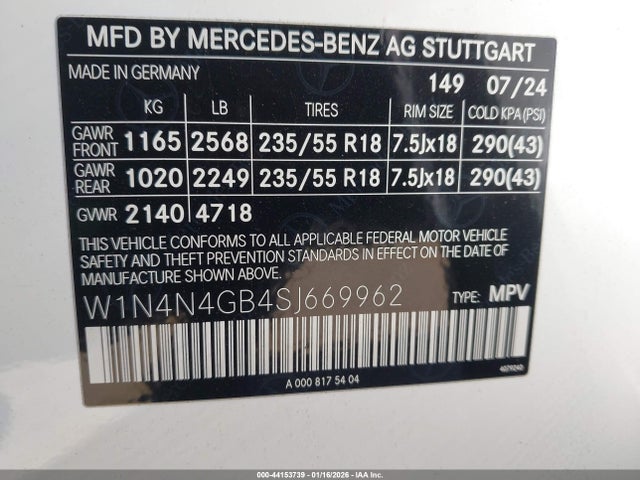 MFD BY MERCEDES-BENZ AG STUTTGART
MADE IN GERMANY 149 07/24
KG LB TIRES RIM SIZE COLD KPA (PSI)
GAWR FRONT 1165 2568 235/55 R18 7.5Jx18 290(43)
GAWR REAR 1020 2249 235/55 R18 7.5Jx18 290(43)
GVWR 2140 4718
THIS VEHICLE CONFORMS TO ALL APPLICABLE FEDERAL MOTOR VEHICLE
SAFETY AND THEFT PREVENTION STANDARDS IN EFFECT ON THE DATE OF
MANUFACTURE SHOWN ABOVE.
W1N4N4GB4SJ669962 TYPE: MPV
A 000 817 54 04
4079240
000-44153739 | 01/16/2026 | IAA Inc.